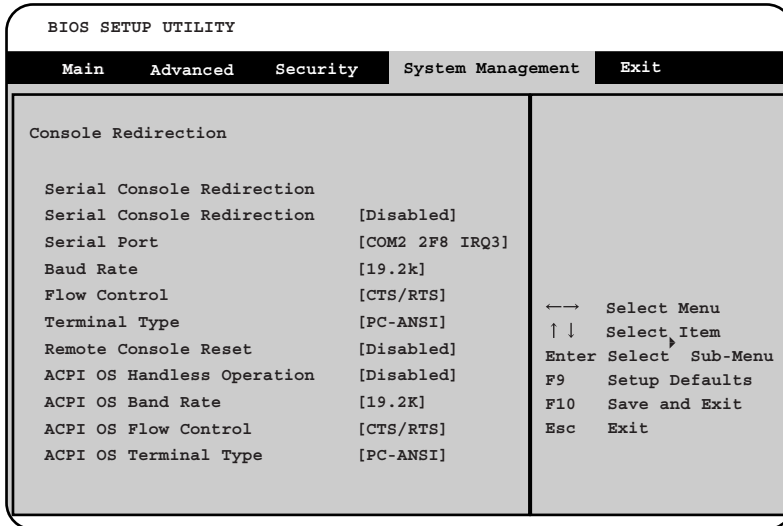 BIOS SETUP UTILITY
Main Advanced Security System Management Exit
Console Redirection
Serial Console Redirection
Serial Console Redirection [Disabled]
Serial Port [COM2 2F8 IRQ3]
Baud Rate [19.2k]
Flow Control [CTS/RTS]
Terminal Type [PC-ANSI]
Remote Console Reset [Disabled]
ACPI OS Handless Operation [Disabled]
ACPI OS Band Rate [19.2K]
ACPI OS Flow Control [CTS/RTS]
ACPI OS Terminal Type [PC-ANSI]
←→ Select Menu
↑↓ Select Item
Enter Select Sub-Menu
F9 Setup Defaults
F10 Save and Exit
Esc Exit